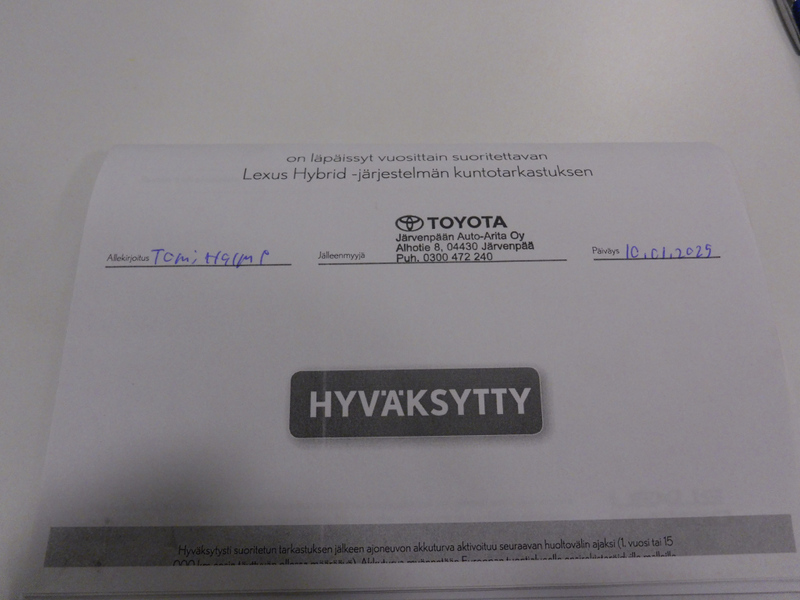 on läpäissyt vuosittain suoritettavan
Lexus Hybrid -järjestelmän kuntotarkastuksen
TOYOTA
Järvenpään Auto-Arita Oy
Alhotie 8, 04430 Järvenpää
Puh. 0300 472 240
Allekirjoitus Tomi
Jälleenmyyjä
Päiväys 10.01.2025
HYVÄKSYTTY
Hyväksytysti suoritetun tarkastuksen jälkeen ajoneuvon akkuturva aktivoituu seuraavan huoltovälin ajaksi (1. vuosi tai 15